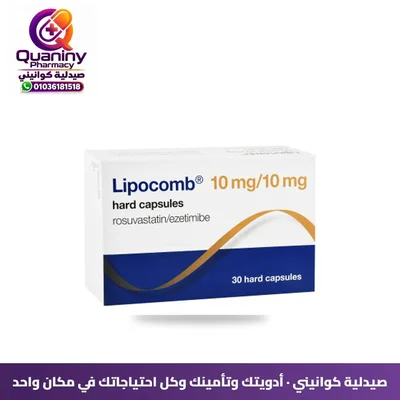 Quaniny
Pharmacy
صيدلية كوانيني
01036181518
Lipocomb® 10 mg/10 mg
hard capsules
rosuvastatin/ezetimibe
30 hard capsules
صيدلية كوانيني - أدويتك وتأمينك وكل احتياجاتك في مكان واحد